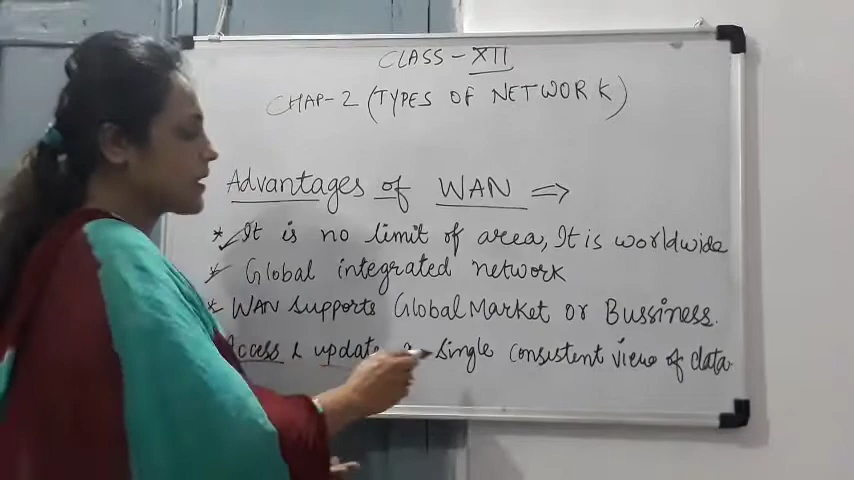 CLASS - XII
CHAP-2 (TYPES OF NETWORK)
Advantages of WAN ⇒
* It is no limit of area, It is worldwide
* Global integrated network
* WAN supports Global Market or Bussiness.
Access & update single consistent view of data